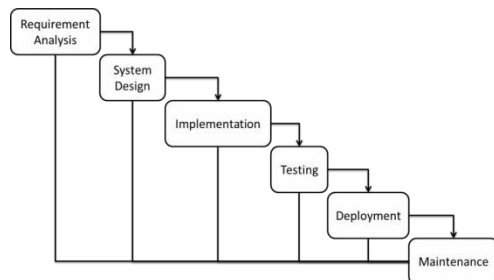 Requirement
Analysis
System
Design
Implementation
Testing
Deployment
Maintenance